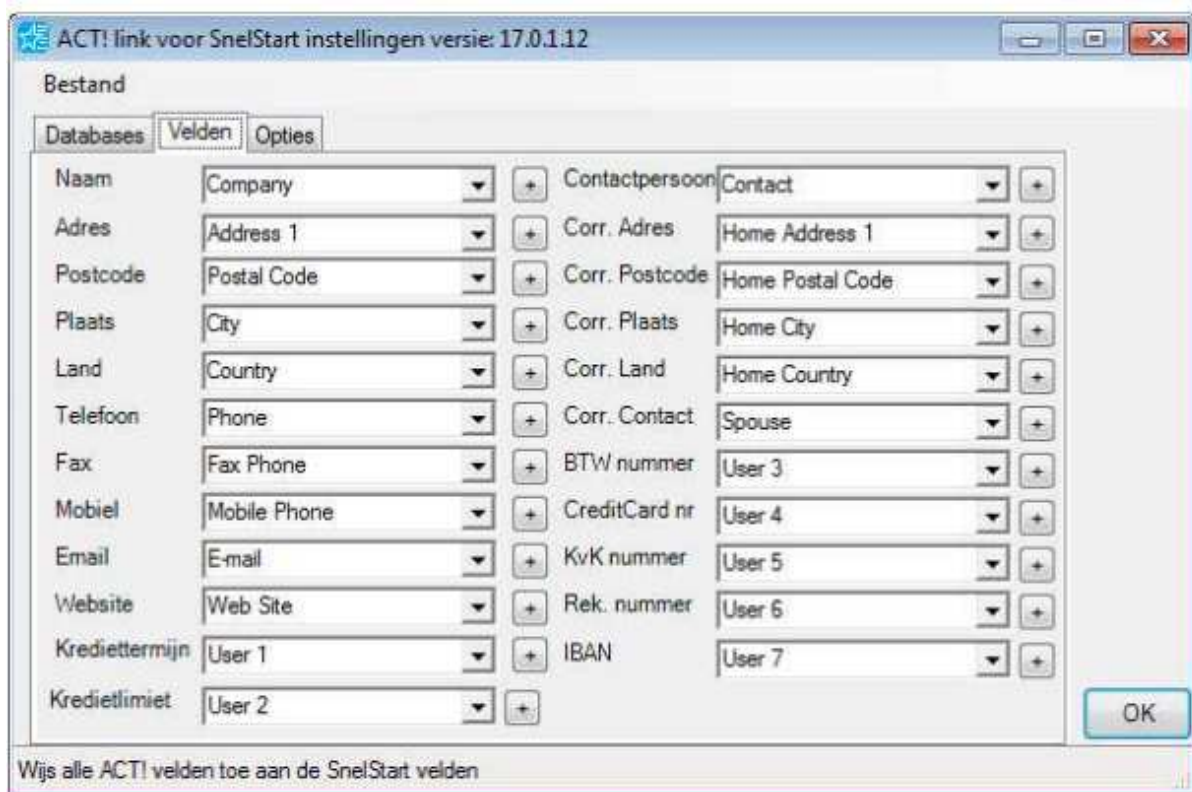 ACT! link voor SnelStart instellingen versie: 17.0.1.12
Bestand
Databases Velden Opties
Naam Company + Contactpersoon Contact +
Adres Address 1 + Corr. Adres Home Address 1 +
Postcode Postal Code + Corr. Postcode Home Postal Code +
Plaats City + Corr. Plaats Home City +
Land Country + Corr. Land Home Country +
Telefoon Phone + Corr. Contact Spouse +
Fax Fax Phone + BTW nummer User 3 +
Mobiel Mobile Phone + CreditCard nr User 4 +
Email E-mail + KvK nummer User 5 +
Website Web Site + Rek. nummer User 6 +
Krediettermijn User 1 + IBAN User 7 +
Kredietlimiet User 2 +
OK
Wijs alle ACT! velden toe aan de SnelStart velden